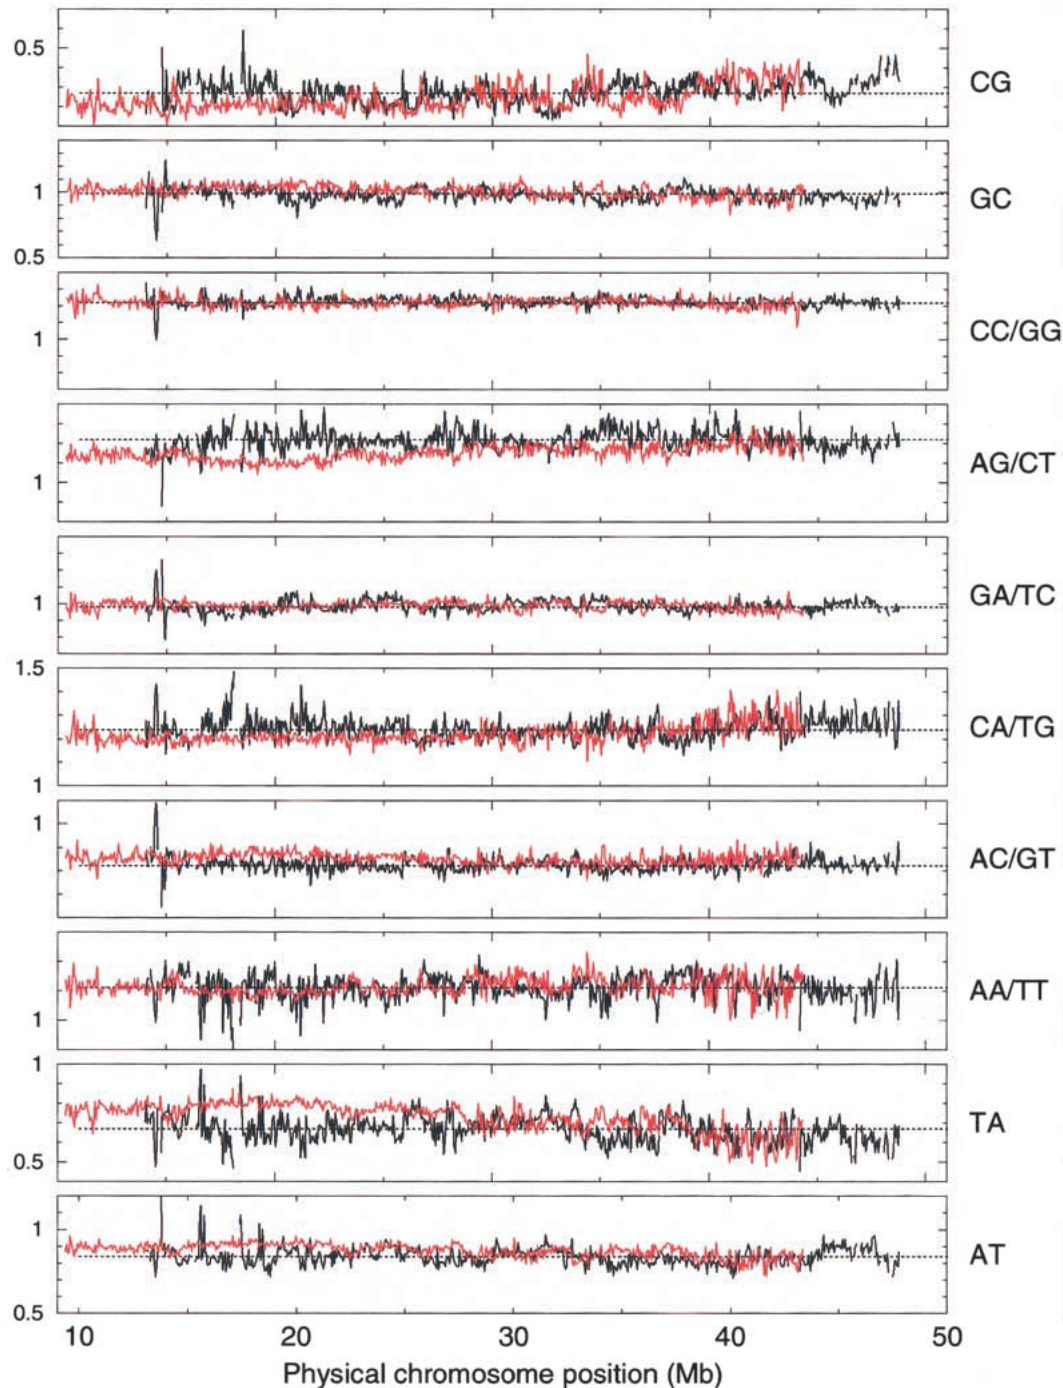 0.5
CG
1
GC
0.5
1
CC/GG
AG/CT
1
1
GA/TC
1.5
CA/TG
1
1
AC/GT
AA/TT
1
1
TA
0.5
1
AT
0.5
10 20 30 40 50
Physical chromosome position (Mb)